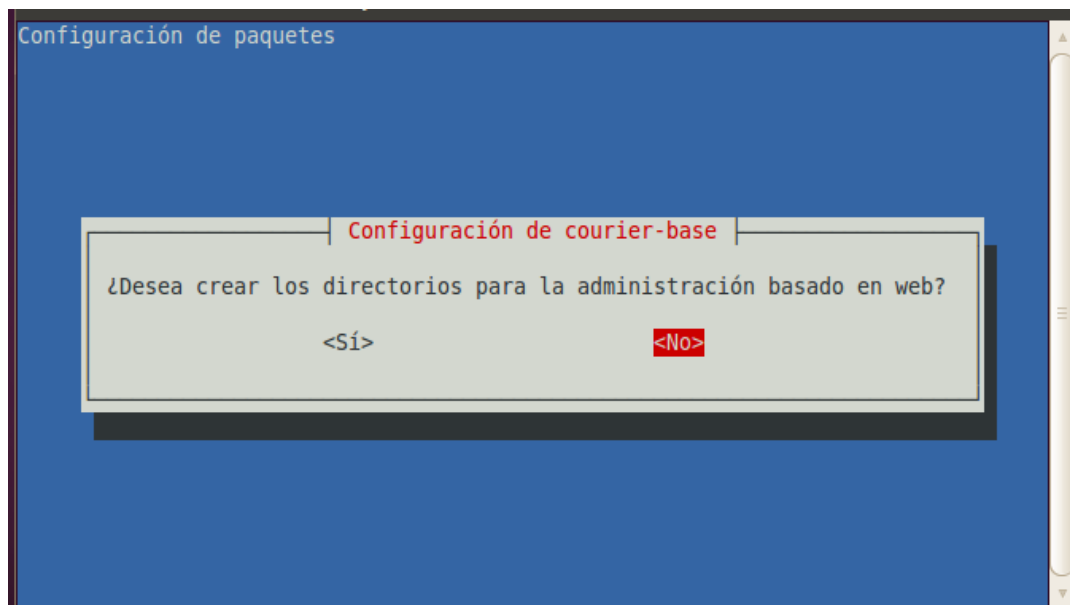 Configuración de paquetes
Configuración de courier-base
¿Desea crear los directorios para la administración basado en web?
<Sí> <No>